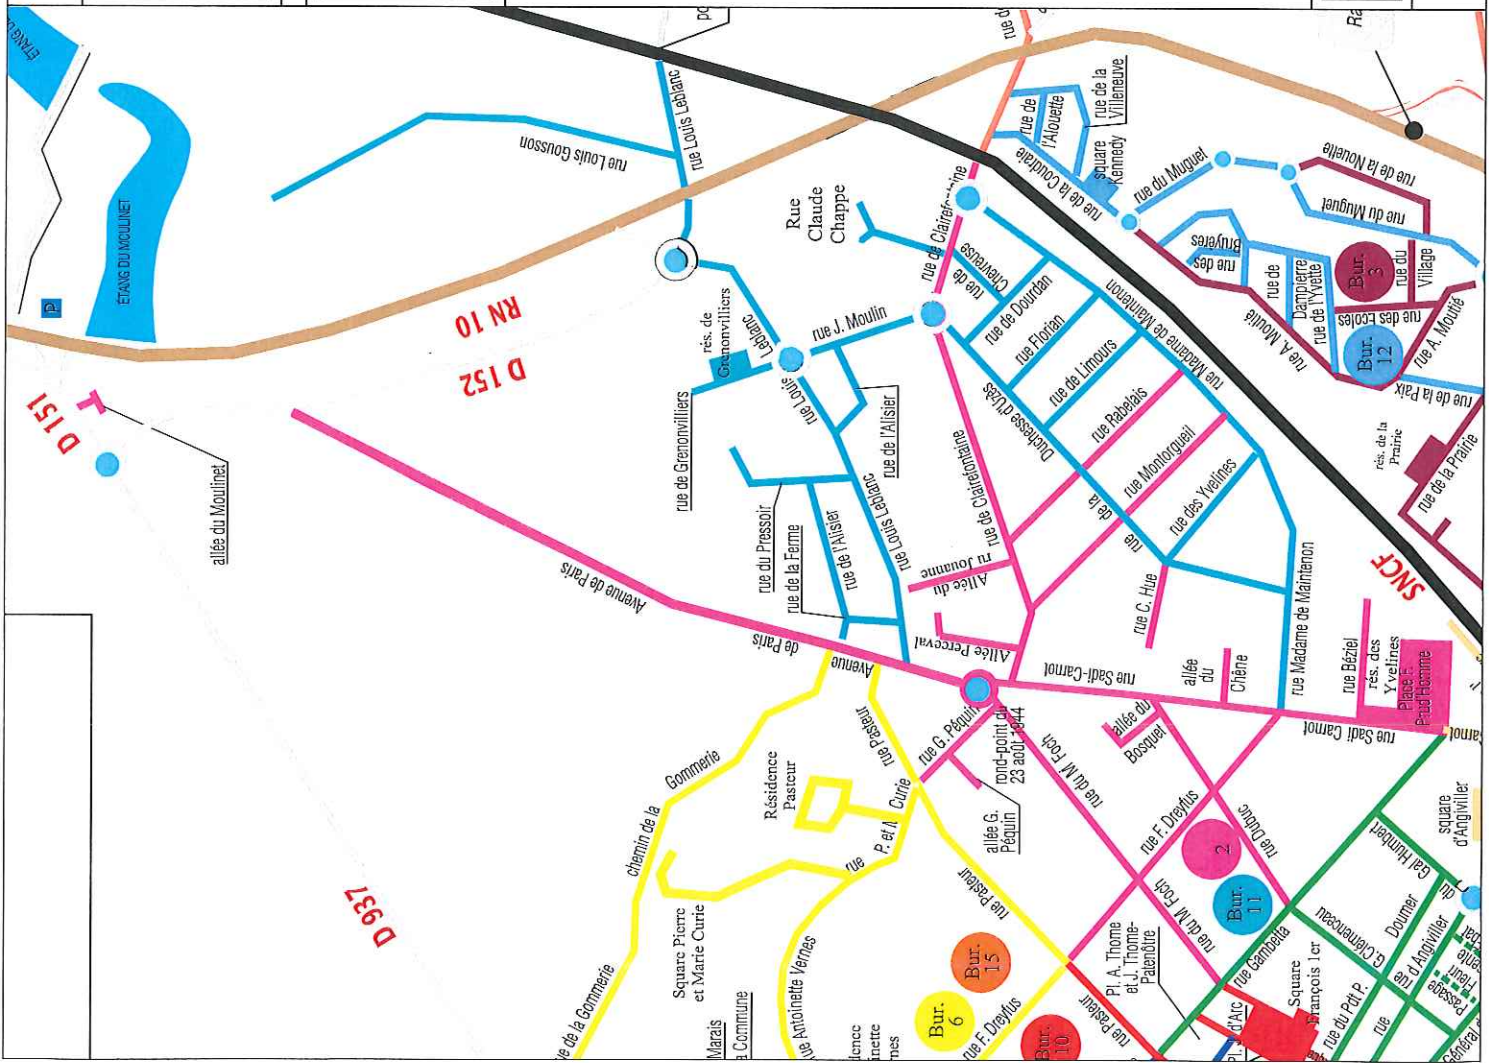 ÉTANG DU MOULINET
P
D 151
allée du Moulinet
RN 10
D 152
D 937
rue Louis Gousson
rue Louis Leblanc
Rue
Claude
Chappe
rue de
l'Alouette
rue de la
Villeneuve
square
Kennedy
rue de la Coudraie
rue du Muguet
rue de la Nouette
rue du Muguet
rue des
Bruyères
rue de
Dampierre
rue de l'Yvette
Bur.
3
rue du
Village
rue des Ecoles
rue A. Moutié
rue A. Moutié
Bur.
12
rue de la Paix
rés. de la
Prairie
rue de la Prairie
SNCF
rue de Clairefontaine
rue de
Chevreuse
rue de Dourdan
rue Florian
rue de Limours
rue Rabelais
rue Montorgueil
rue des Yvelines
rue Madame de Maintenon
rue
de la
Duchesse d'Uzès
rue C. Hue
rue Madame de Maintenon
rés. de
Grenonvilliers
rue J. Moulin
rue Louis
Leblanc
rue de Grenonvilliers
rue de l'Alisier
rue du Pressoir
rue de la Ferme
rue de l'Alisier
rue Louis Leblanc
rue de Clairefontaine
Allée du
ru Jouanne
Allée Perceval
Avenue de Paris
Avenue
de Paris
rue Sadi-Carnot
allée
du
Chêne
rue Béziel
rés. des
Yvelines
Place F.
Prud'Homme
rue Sadi Carnot
allée du
Bosquet
rond-point du
23 août 1944
rue G. Péquin
allée G.
Péquin
rue Pasteur
Gommerie
chemin de la
Résidence
Pasteur
rue
P. et M. Curie
Square Pierre
et Marie Curie
rue Pasteur
rue du Ml Foch
rue F. Dreyfus
rue Dubuc
2
Bur.
11
rue du Ml Foch
rue Gambetta
Gal Humbert
du
square
d'Angiviller
G. Clémenceau
Doumer
rue du Pdt P.
rue d'Angiviller
rue
Passage
Fleuri
Square
François 1er
Pl. A. Thome
et J. Thome-
Patenôtre
Pl. J. d'Arc
rue Antoinette Vernes
Marais
Commune
de la Gommerie
Bur.
15
Bur.
6
rue F. Dreyfus
Bur.
10
rue Pasteur